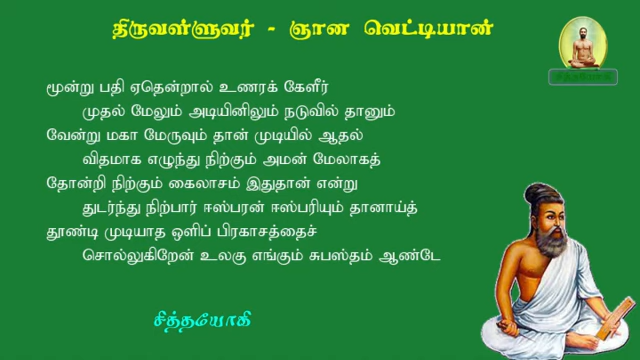 திருவள்ளுவர் - ஞான வெட்டியான்
மூன்று பதி ஏதென்றால் உணரக் கேளீர்
முதல் மேலும் அடியினிலும் நடுவில் தானும்
வேன்று மகா மேருவும் தான் முடியில் ஆதல்
விதமாக எழுந்து நிற்கும் அமன் மேலாகத்
தோன்றி நிற்கும் கைலாசம் இதுதான் என்று
துடர்ந்து நிற்பார் ஈஸ்பரன் ஈஸ்பரியும் தானாய்த்
தூண்டி முடியாத ஒளிப் பிரகாசத்தைச்
சொல்லுகிறேன் உலகு எங்கும் சுபஸ்தம் ஆண்டே
சித்தயோகி
சித்தயோகி